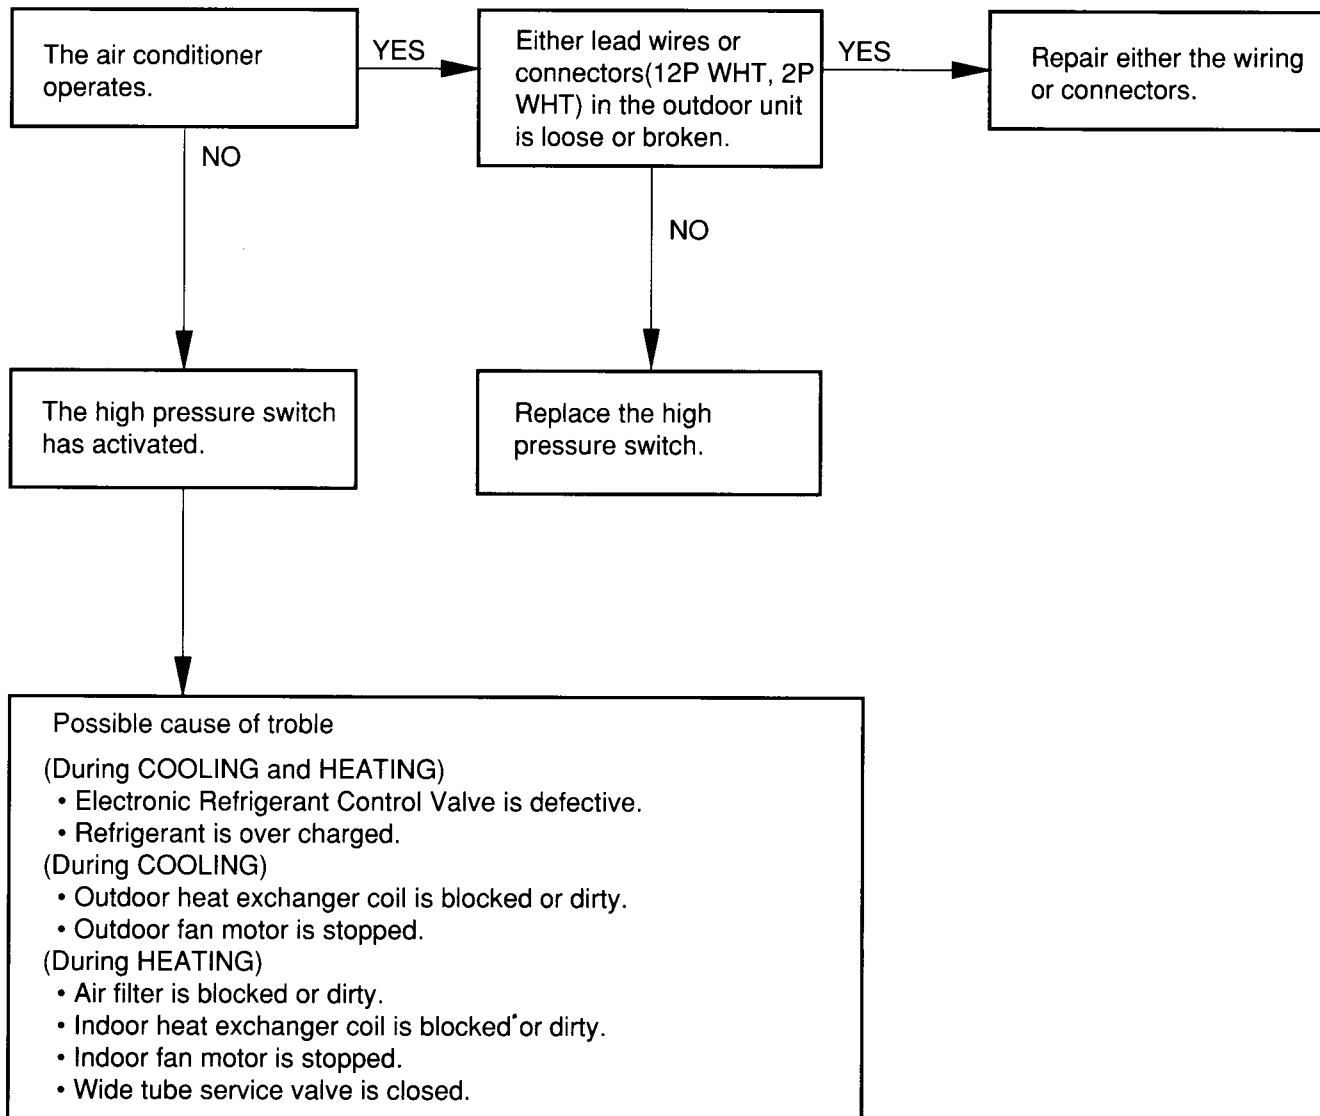 The air conditioner
operates.
YES
Either lead wires or
connectors(12P WHT, 2P
WHT) in the outdoor unit
is loose or broken.
YES
Repair either the wiring
or connectors.
NO
NO
The high pressure switch
has activated.
Replace the high
pressure switch.
Possible cause of troble
(During COOLING and HEATING)
• Electronic Refrigerant Control Valve is defective.
• Refrigerant is over charged.
(During COOLING)
• Outdoor heat exchanger coil is blocked or dirty.
• Outdoor fan motor is stopped.
(During HEATING)
• Air filter is blocked or dirty.
• Indoor heat exchanger coil is blocked or dirty.
• Indoor fan motor is stopped.
• Wide tube service valve is closed.